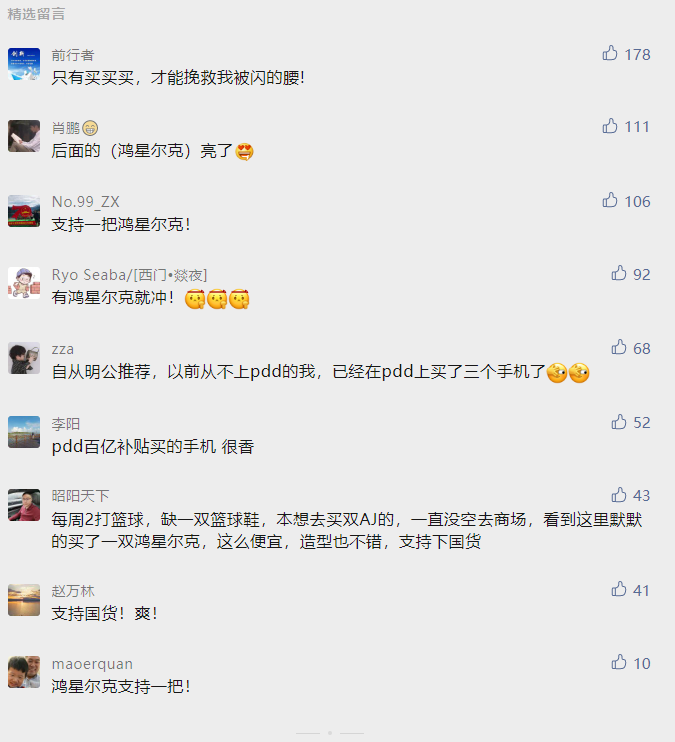 精选留言
前行者
178
只有买买买，才能挽救我被闪的腰！
肖鹏😁
111
后面的（鸿星尔克）亮了😍
No.99_ZX
106
支持一把鸿星尔克！
Ryo Seaba/[西门•燚夜]
92
有鸿星尔克就冲！
zza
68
自从明公推荐，以前从不上pdd的我，已经在pdd上买了三个手机了
李阳
52
pdd百亿补贴买的手机 很香
昭阳天下
43
每周2打篮球，缺一双篮球鞋，本想去买双AJ的，一直没空去商场，看到这里默默
的买了一双鸿星尔克，这么便宜，造型也不错，支持下国货
赵万林
41
支持国货！爽！
maoerquan
10
鸿星尔克支持一把！